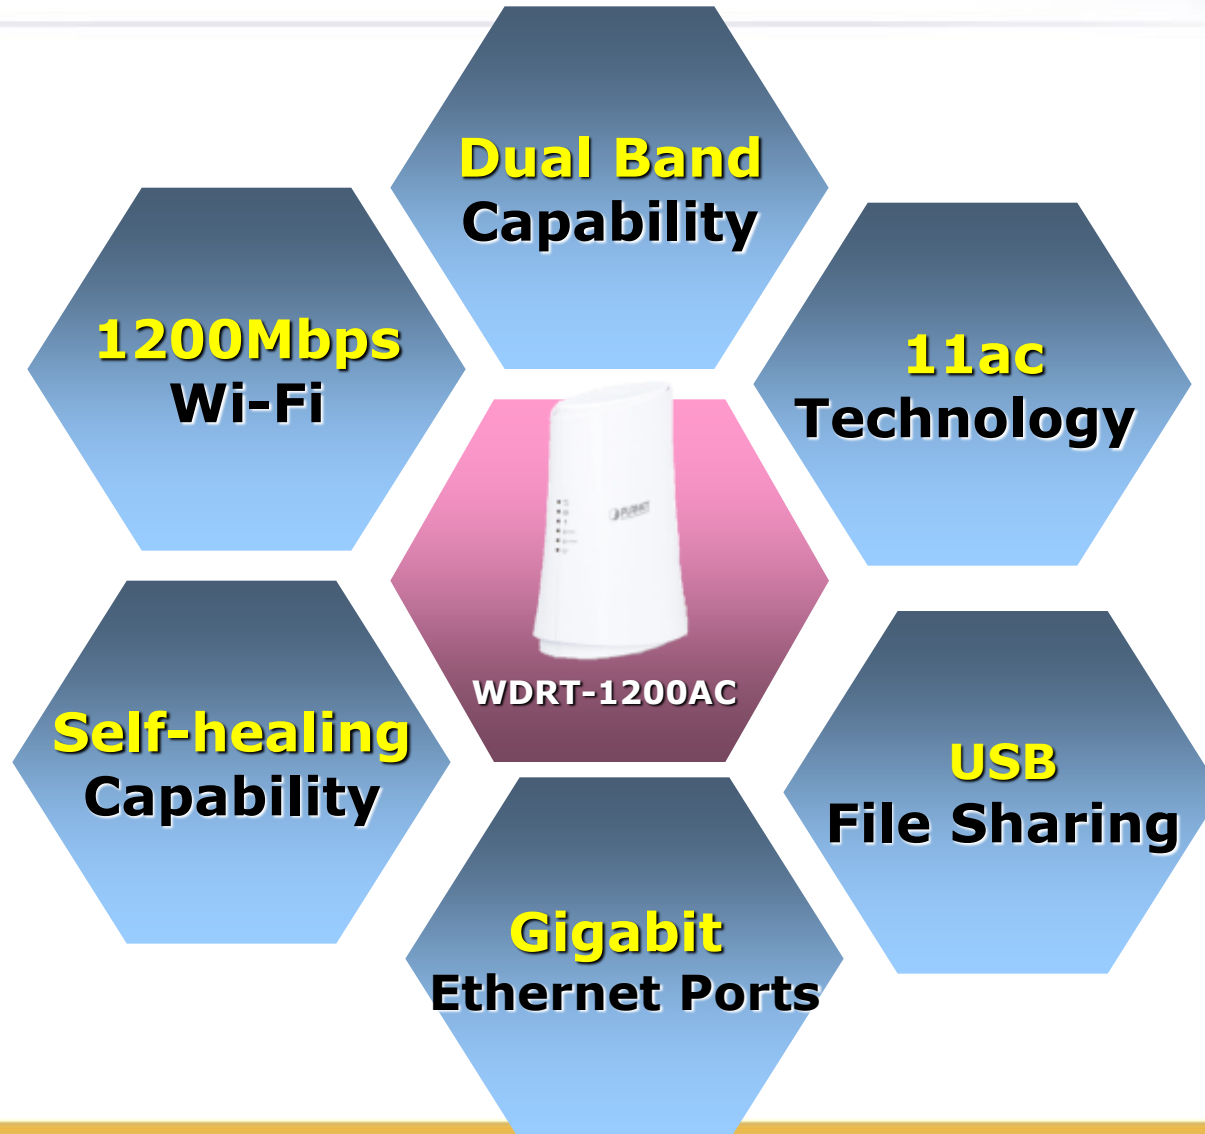 Dual Band
Capability
1200Mbps
Wi-Fi
11ac
Technology
PLANET
WDRT-1200AC
Self-healing
Capability
USB
File Sharing
Gigabit
Ethernet Ports